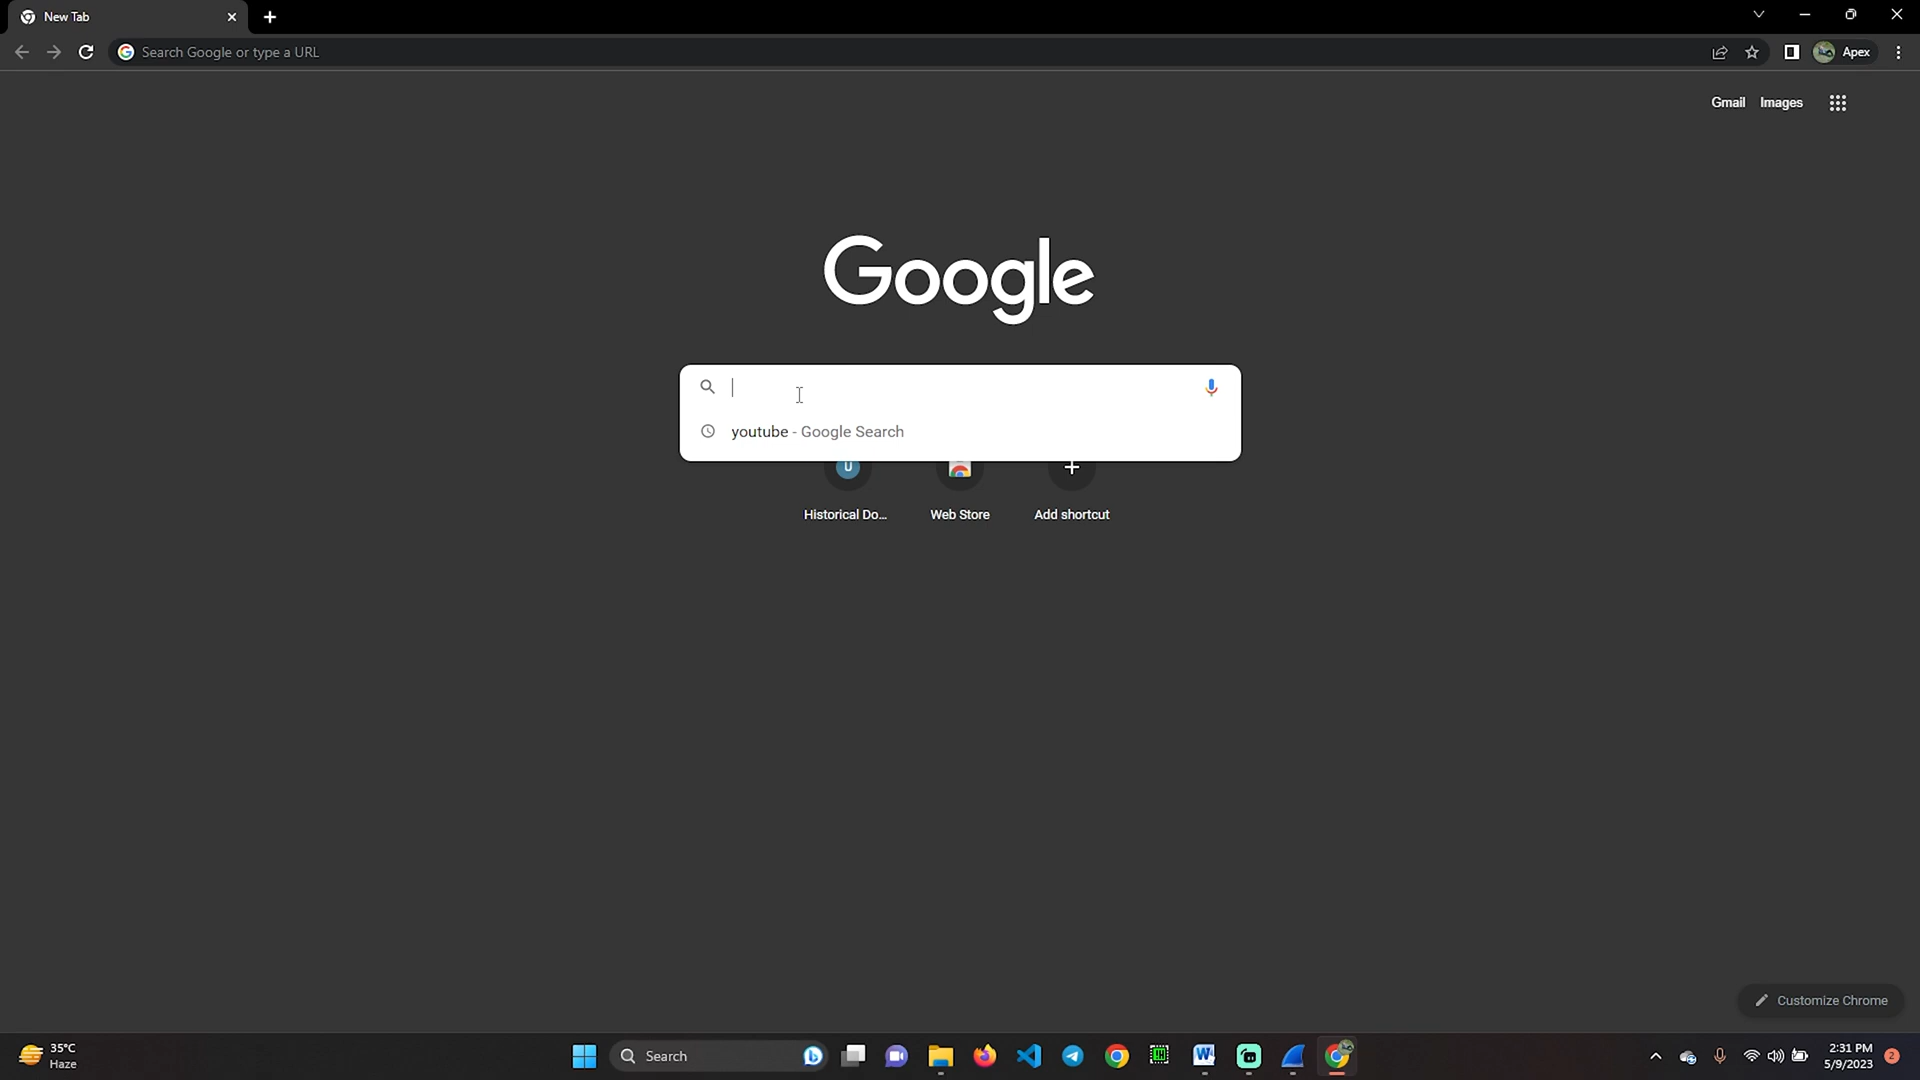 New Tab
Search Google or type a URL
Apex
Gmail Images
Google
youtube - Google Search
U
Historical Do...
Web Store
Add shortcut
Customize Chrome
35°C
Haze
Search
2:31 PM
5/9/2023
2